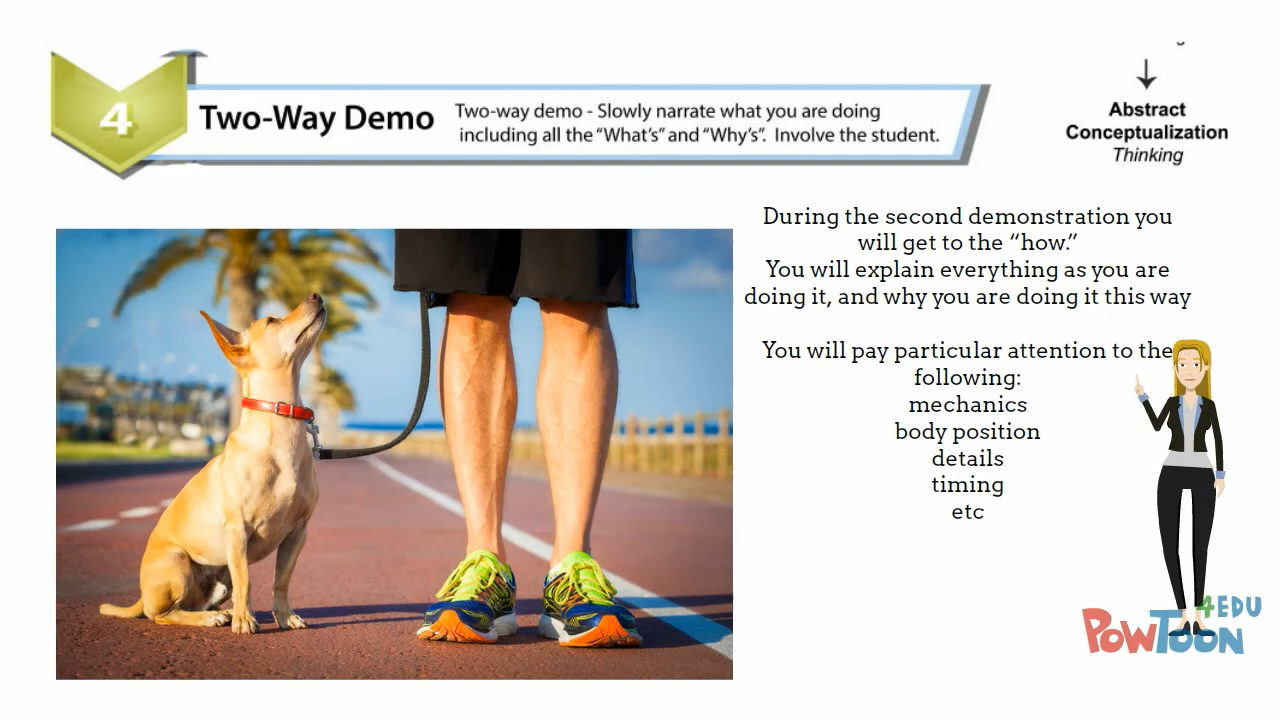 4
Two-Way Demo
Two-way demo - Slowly narrate what you are doing
including all the “What's” and “Why's”. Involve the student.
Abstract
Conceptualization
Thinking
During the second demonstration you
will get to the “how.”
You will explain everything as you are
doing it, and why you are doing it this way
You will pay particular attention to the
following:
mechanics
body position
details
timing
etc
POWTOON
4EDU